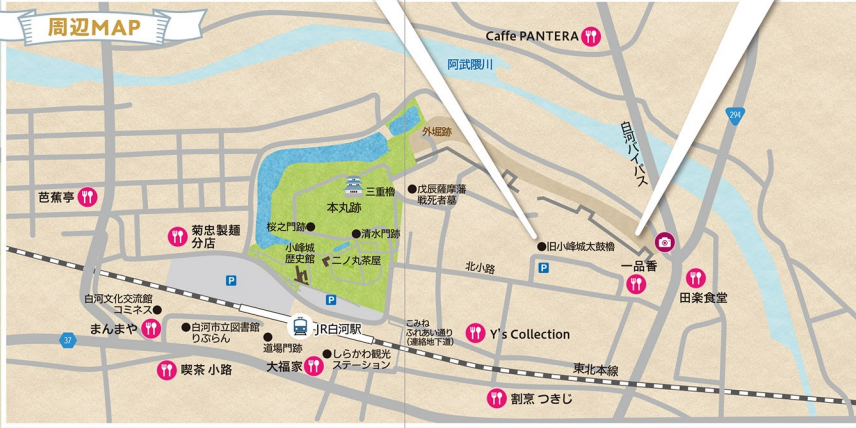 周辺MAP
Caffe PANTERA
阿武隈川
294
白河バイパス
外堀跡
芭蕉亭
三重櫓
戊辰薩摩藩
戦死者墓
本丸跡
菊忠製麺
分店
桜之門跡
清水門跡
小峰城
歴史館
二ノ丸茶屋
旧小峰城太鼓櫓
P
北小路
一品香
田楽食堂
P
P
白河文化交流館
コミネス
まんまや
白河市立図書館
りぶらん
JR白河駅
こみね
ふれあい通り
(連絡地下道)
Y's Collection
37
道場門跡
しらかわ観光
ステーション
大福家
喫茶 小路
東北本線
割烹 つきじ